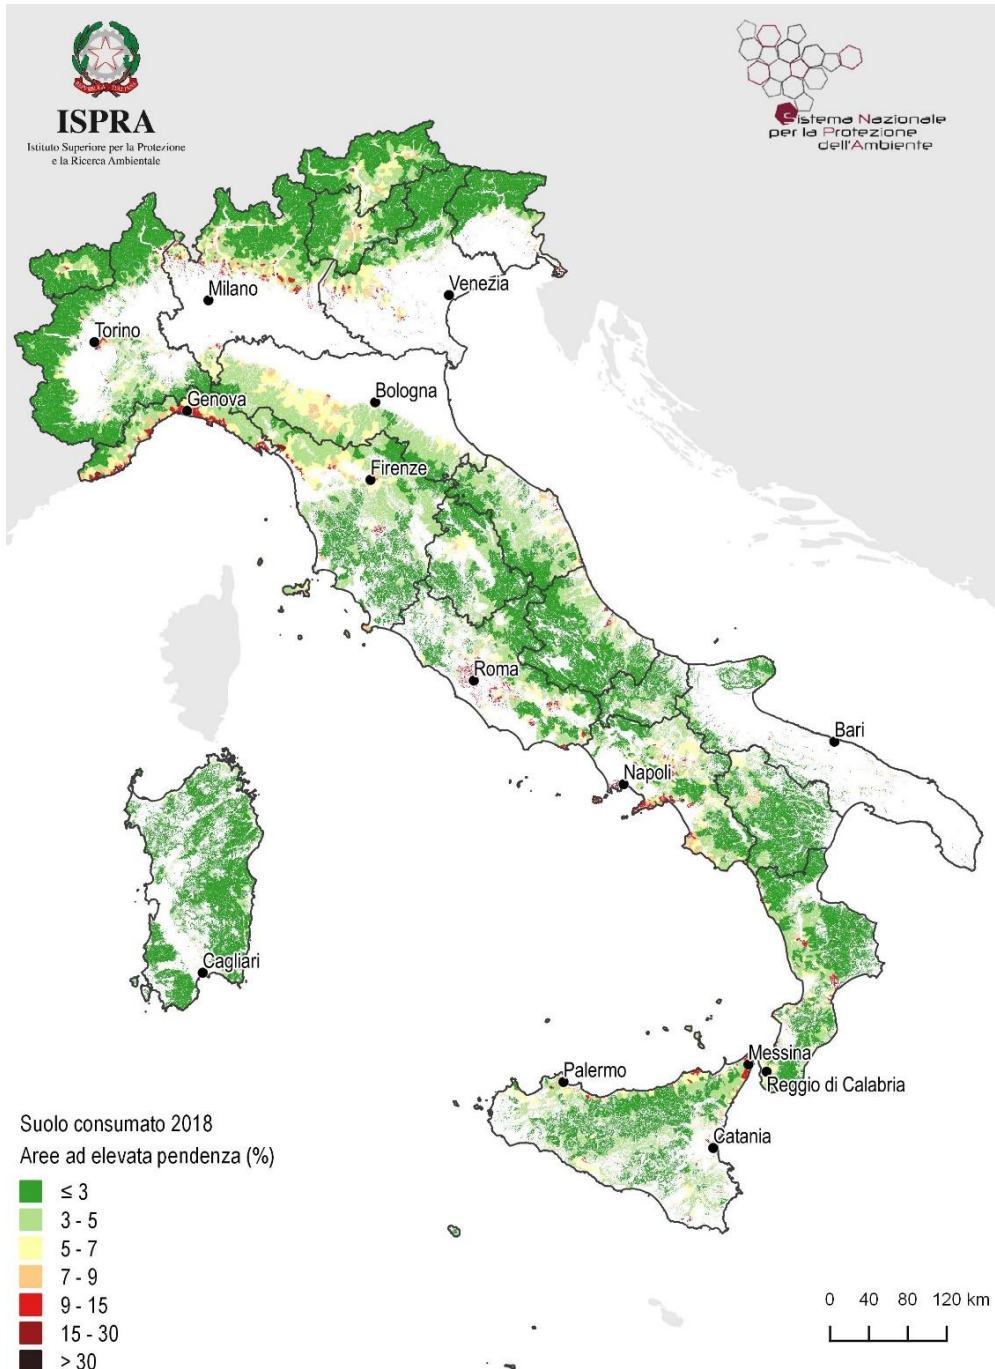 ISPRA
Istituto Superiore per la Protezione
e la Ricerca Ambientale
Sistema Nazionale
per la Protezione
dell'Ambiente
Milano
Venezia
Torino
Bologna
Genova
Firenze
Roma
Bari
Napoli
Cagliari
Messina
Palermo
Reggio di Calabria
Catania
Suolo consumato 2018
Aree ad elevata pendenza (%)
≤ 3
3 - 5
5 - 7
7 - 9
9 - 15
15 - 30
> 30
0 40 80 120 km